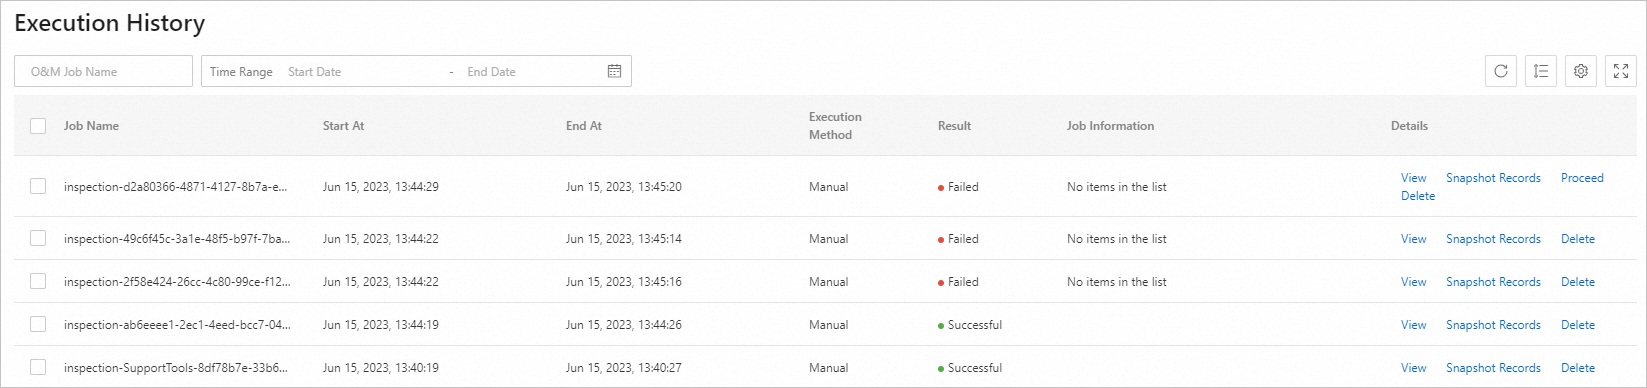 Execution History
O&M Job Name
Time Range Start Date - End Date
Job Name Start At End At Execution Method Result Job Information Details
inspection-d2a80366-4871-4127-8b7a-e... Jun 15, 2023, 13:44:29 Jun 15, 2023, 13:45:20 Manual Failed No items in the list View Snapshot Records Proceed
Delete
inspection-49c6f45c-3a1e-48f5-b97f-7ba... Jun 15, 2023, 13:44:22 Jun 15, 2023, 13:45:14 Manual Failed No items in the list View Snapshot Records Delete
inspection-2f58e424-26cc-4c80-99ce-f12... Jun 15, 2023, 13:44:22 Jun 15, 2023, 13:45:16 Manual Failed No items in the list View Snapshot Records Delete
inspection-ab6eeee1-2ec1-4eed-bcc7-04... Jun 15, 2023, 13:44:19 Jun 15, 2023, 13:44:26 Manual Successful View Snapshot Records Delete
inspection-SupportTools-8df78b7e-33b6... Jun 15, 2023, 13:40:19 Jun 15, 2023, 13:40:27 Manual Successful View Snapshot Records Delete